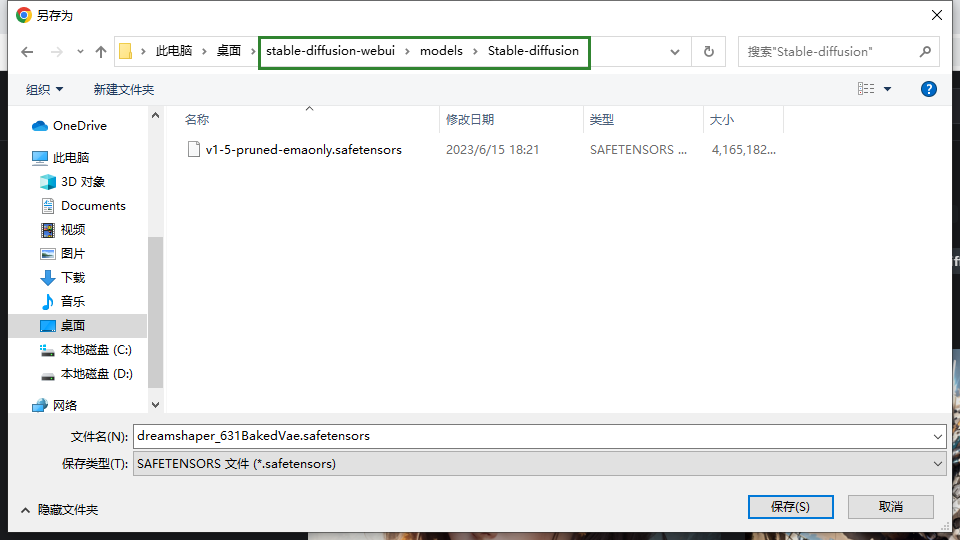 另存为
此电脑 桌面 stable-diffusion-webui models Stable-diffusion 搜索"Stable-diffusion"
组织 新建文件夹
名称 修改日期 类型 大小
v1-5-pruned-emaonly.safetensors 2023/6/15 18:21 SAFETENSORS ... 4,165,182...
OneDrive
此电脑
3D 对象
Documents
视频
图片
下载
音乐
桌面
本地磁盘 (C:)
本地磁盘 (D:)
网络
文件名(N): dreamshaper_631BakedVae.safetensors
保存类型(T): SAFETENSORS 文件 (*.safetensors)
隐藏文件夹 保存(S) 取消